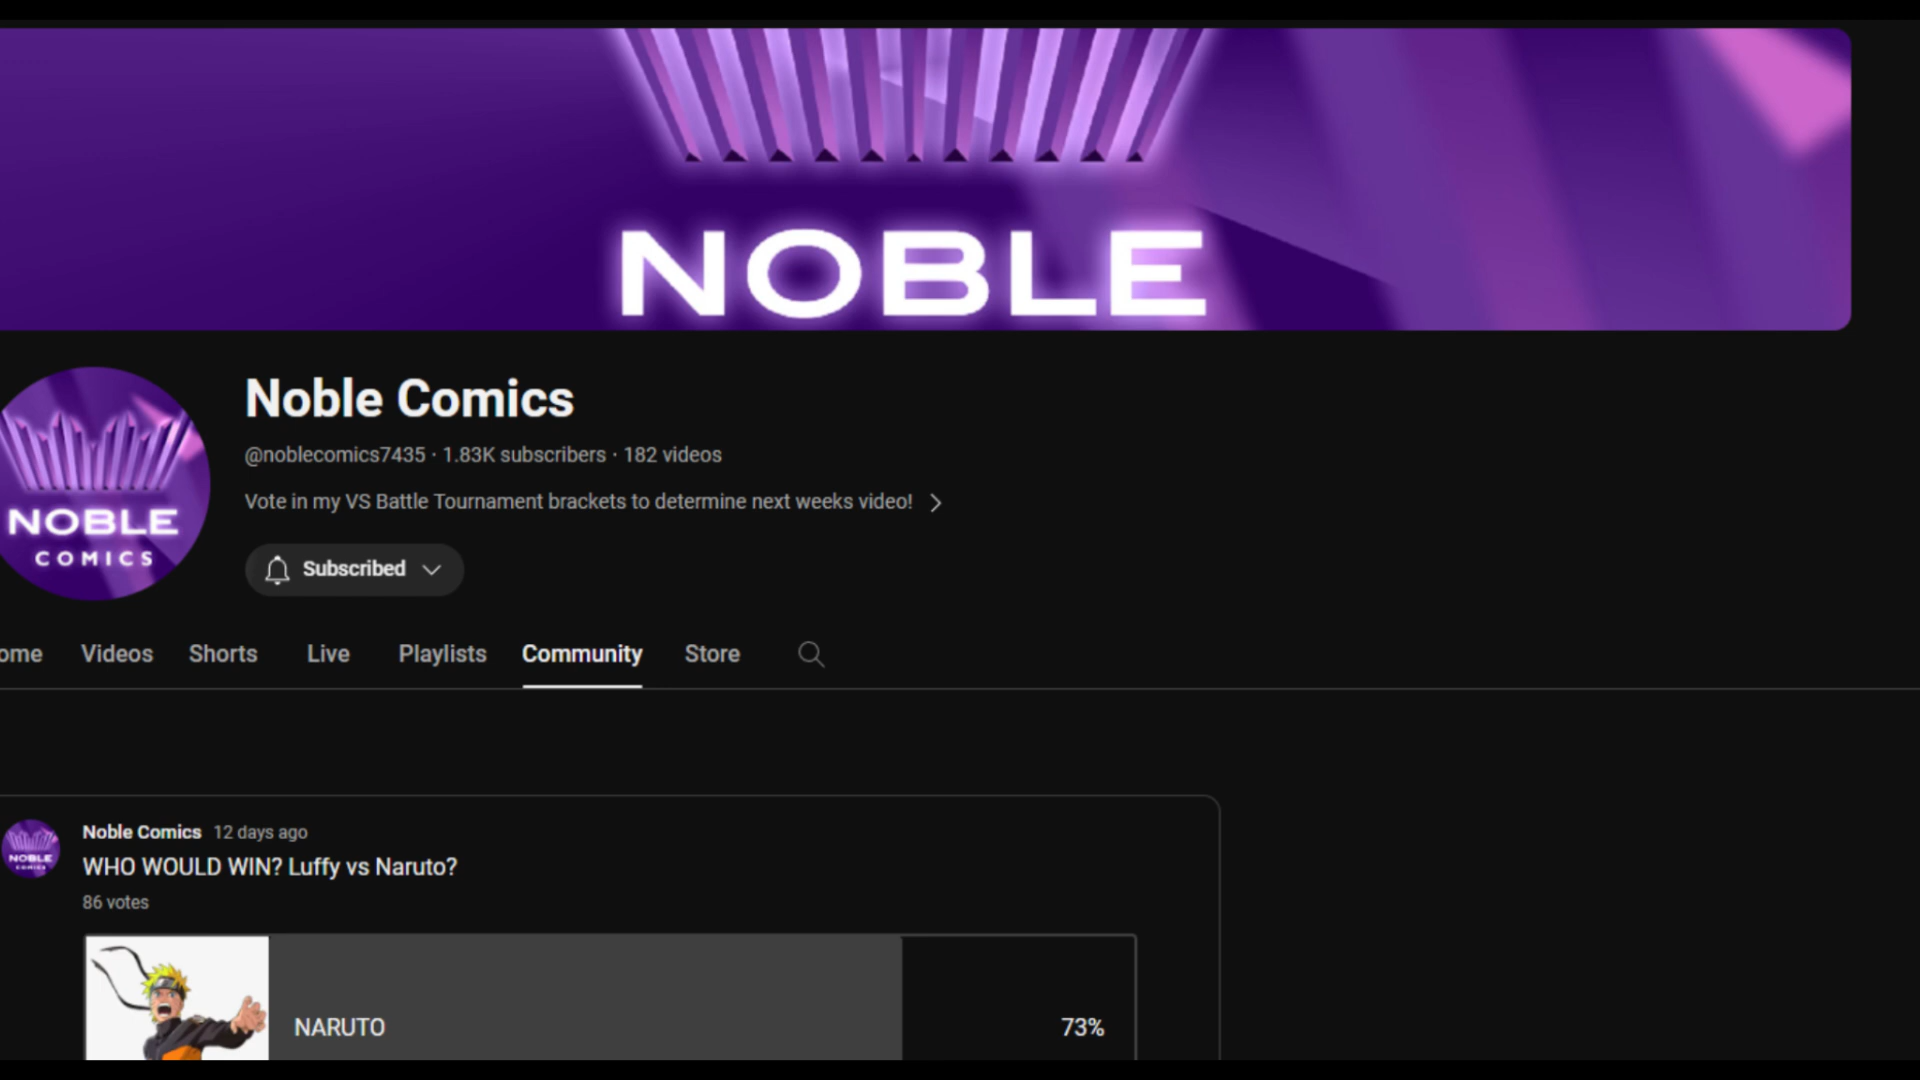 NOBLE
Noble Comics
@noblecomics7435 · 1.83K subscribers · 182 videos
Vote in my VS Battle Tournament brackets to determine next weeks video!
NOBLE
COMICS
Subscribed
ome Videos Shorts Live Playlists Community Store
Noble Comics 12 days ago
NOBLE
COMICS
WHO WOULD WIN? Luffy vs Naruto?
86 votes
NARUTO 73%